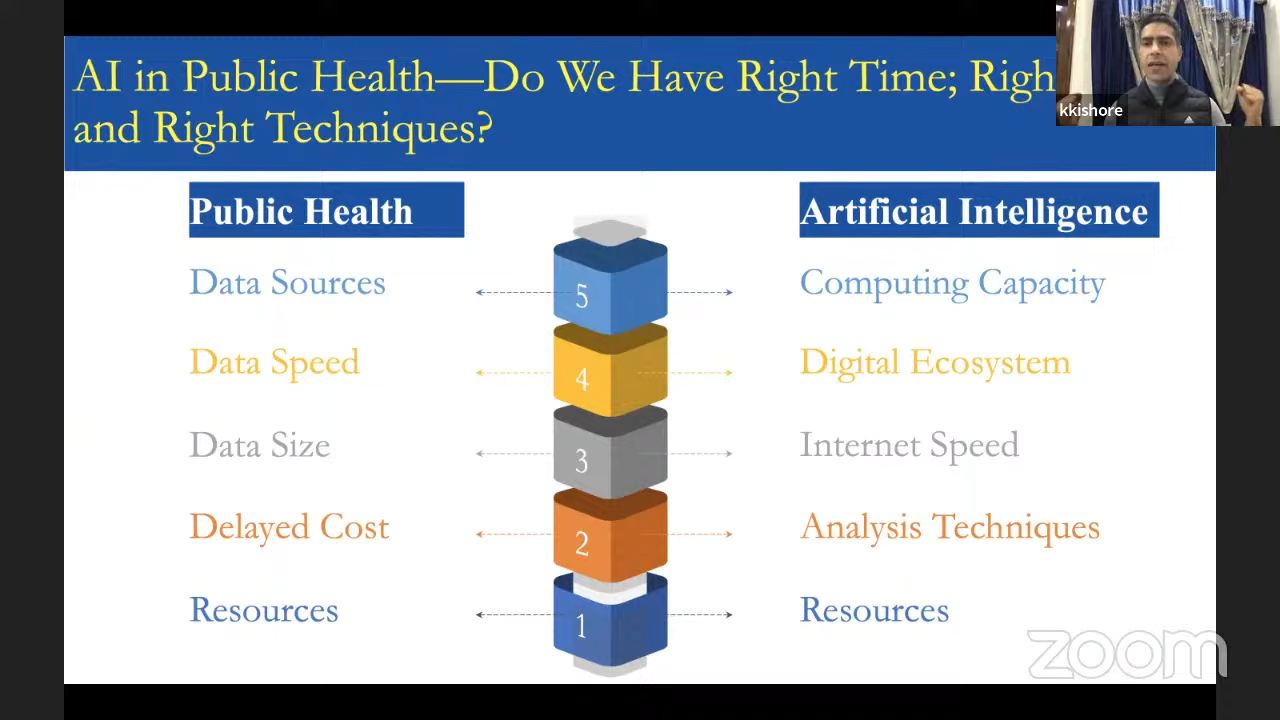 AI in Public Health—Do We Have Right Time; Righ
and Right Techniques?
kkishore
Public Health
Artificial Intelligence
Data Sources
5
Computing Capacity
Data Speed
4
Digital Ecosystem
Data Size
3
Internet Speed
Delayed Cost
2
Analysis Techniques
Resources
1
Resources
zoom